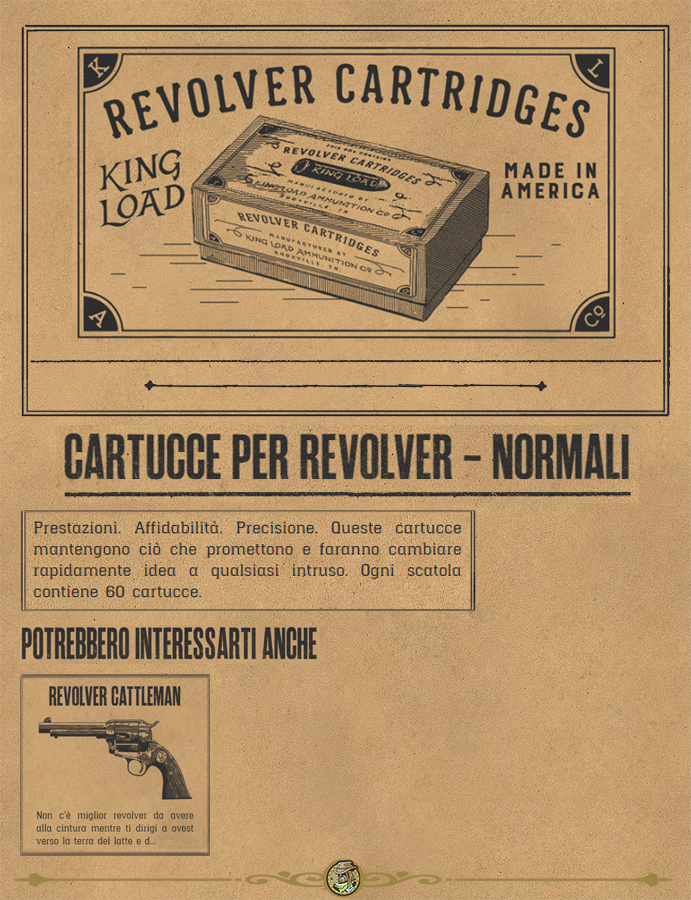 K
L
REVOLVER CARTRIDGES
KING
LOAD
MADE IN
AMERICA
THIS BOX CONTAINS
REVOLVER CARTRIDGES
KING LOAD
MANUFACTURED BY
KING LOAD AMMUNITION CO
KNOXVILLE, TN.
REVOLVER CARTRIDGES
MANUFACTURED BY
KING LOAD AMMUNITION CO
KNOXVILLE, TN.
A
Co
CARTUCCE PER REVOLVER – NORMALI
Prestazioni. Affidabilità. Precisione. Queste cartucce
mantengono ciò che promettono e faranno cambiare
rapidamente idea a qualsiasi intruso. Ogni scatola
contiene 60 cartucce.
POTREBBERO INTERESSARTI ANCHE
REVOLVER CATTLEMAN
Non c'è miglior revolver da avere
alla cintura mentre ti dirigi a ovest
verso la terra del latte e d...